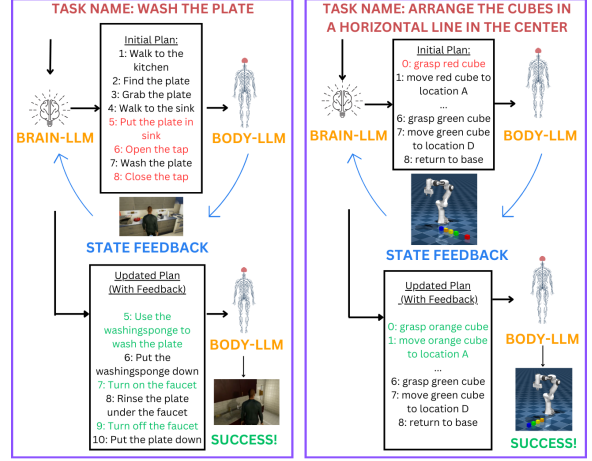 TASK NAME: WASH THE PLATE
Initial Plan:
1: Walk to the
kitchen
2: Find the plate
3: Grab the plate
4: Walk to the sink
5: Put the plate in
sink
6: Open the tap
7: Wash the plate
8: Close the tap
BRAIN-LLM
BODY-LLM
STATE FEEDBACK
Updated Plan
(With Feedback)
5: Use the
washingsponge to
wash the plate
6: Put the
washingsponge down
7: Turn on the faucet
8: Rinse the plate
under the faucet
9: Turn off the faucet
10: Put the plate down
BODY-LLM
SUCCESS!
TASK NAME: ARRANGE THE CUBES IN
A HORIZONTAL LINE IN THE CENTER
Initial Plan:
0: grasp red cube
1: move red cube to
location A
...
6: grasp green cube
7: move green cube
to location D
8: return to base
BRAIN-LLM
BODY-LLM
STATE FEEDBACK
Updated Plan
(With Feedback)
0: grasp orange cube
1: move orange cube
to location A
...
6: grasp green cube
7: move green cube
to location D
8: return to base
BODY-LLM
SUCCESS!